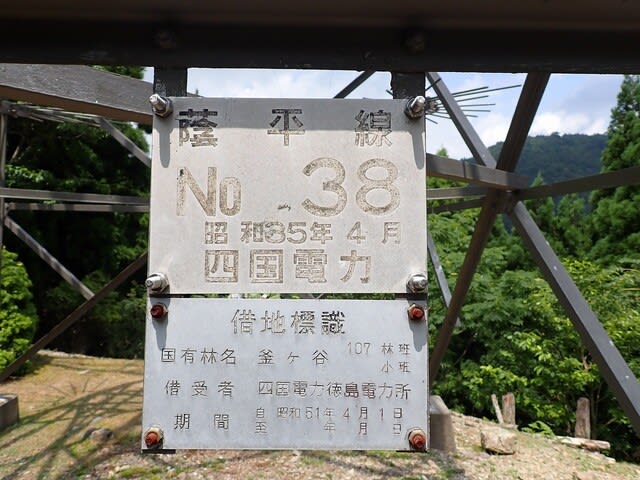 蔭平線
No 38
昭和35年4月
四国電力
借地標識
国有林名 釜ヶ谷 107 林班
小班
借受者 四国電力徳島電力所
期間 自 昭和51年4月1日
至 年 月 日